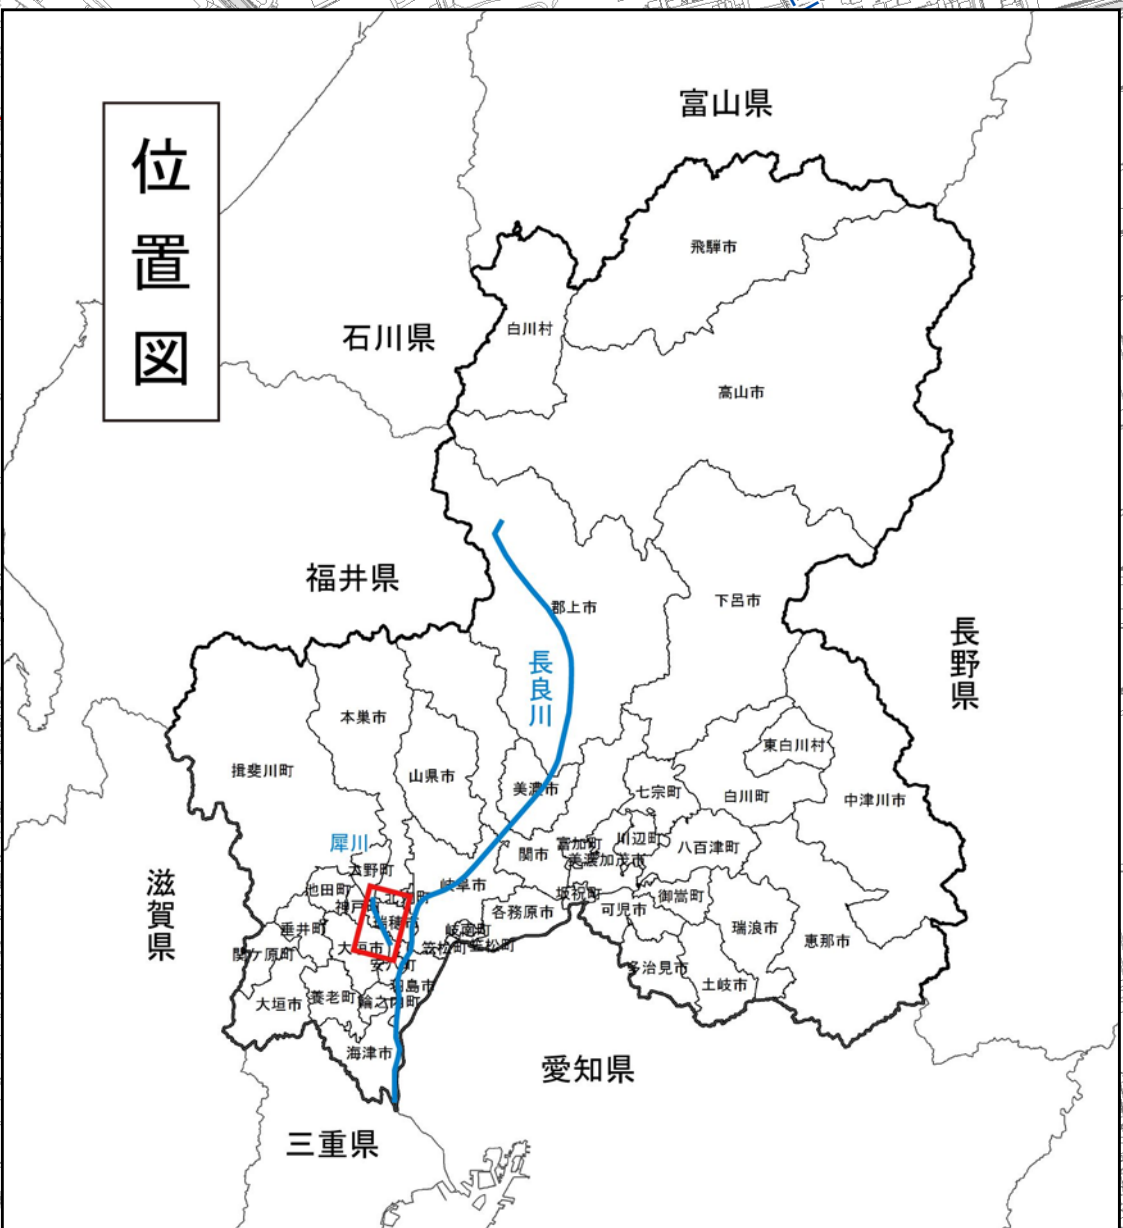 位置図
富山県
飛騨市
石川県
白川村
高山市
福井県
郡上市
下呂市
長野県
長良川
本巣市
東白川村
揖斐川町
山県市
美濃市
七宗町
白川町
中津川市
犀川
富加町
川辺町
八百津町
関市
美濃加茂市
大野町
滋賀県
池田町
岐阜市
坂祝町
御嵩町
神戸町
各務原市
可児市
瑞穂市
垂井町
岐南町
瑞浪市
恵那市
関ケ原町
大垣市
笠松町
笠松町
安八町
多治見市
羽島市
土岐市
大垣市
養老町
輪之内町
海津市
愛知県
三重県